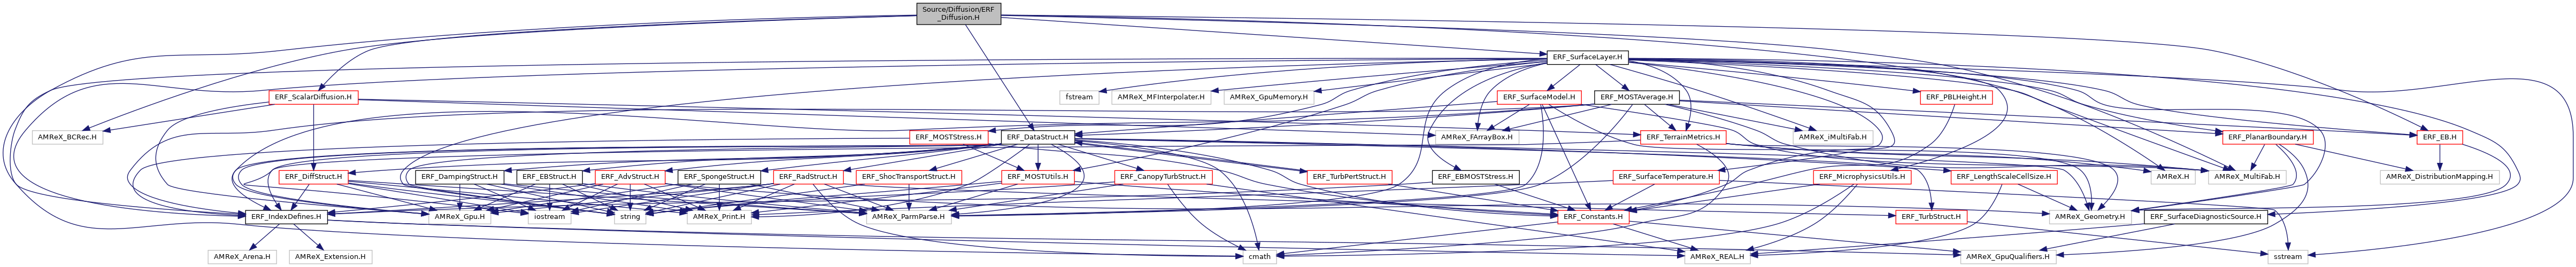 Source/Diffusion/ERF
_Diffusion.H
ERF_SurfaceLayer.H
ERF_ScalarDiffusion.H
fstream
AMReX_MFInterpolater.H
AMReX_GpuMemory.H
ERF_SurfaceModel.H
ERF_MOSTAverage.H
ERF_PBLHeight.H
AMReX_BCRec.H
ERF_MOSTStress.H
ERF_DataStruct.H
AMReX_FArrayBox.H
ERF_TerrainMetrics.H
AMReX_iMultiFab.H
ERF_PlanarBoundary.H
ERF_EB.H
ERF_DiffStruct.H
ERF_DampingStruct.H
ERF_EBStruct.H
ERF_AdvStruct.H
ERF_SpongeStruct.H
ERF_RadStruct.H
ERF_ShocTransportStruct.H
ERF_MOSTUtils.H
ERF_CanopyTurbStruct.H
ERF_TurbPertStruct.H
ERF_EBMOSTStress.H
ERF_SurfaceTemperature.H
ERF_MicrophysicsUtils.H
ERF_LengthScaleCellSize.H
AMReX.H
AMReX_MultiFab.H
AMReX_DistributionMapping.H
ERF_IndexDefines.H
AMReX_Gpu.H
iostream
string
AMReX_Print.H
AMReX_ParmParse.H
ERF_Constants.H
ERF_TurbStruct.H
AMReX_Geometry.H
ERF_SurfaceDiagnosticSource.H
AMReX_Arena.H
AMReX_Extension.H
cmath
AMReX_REAL.H
AMReX_GpuQualifiers.H
sstream